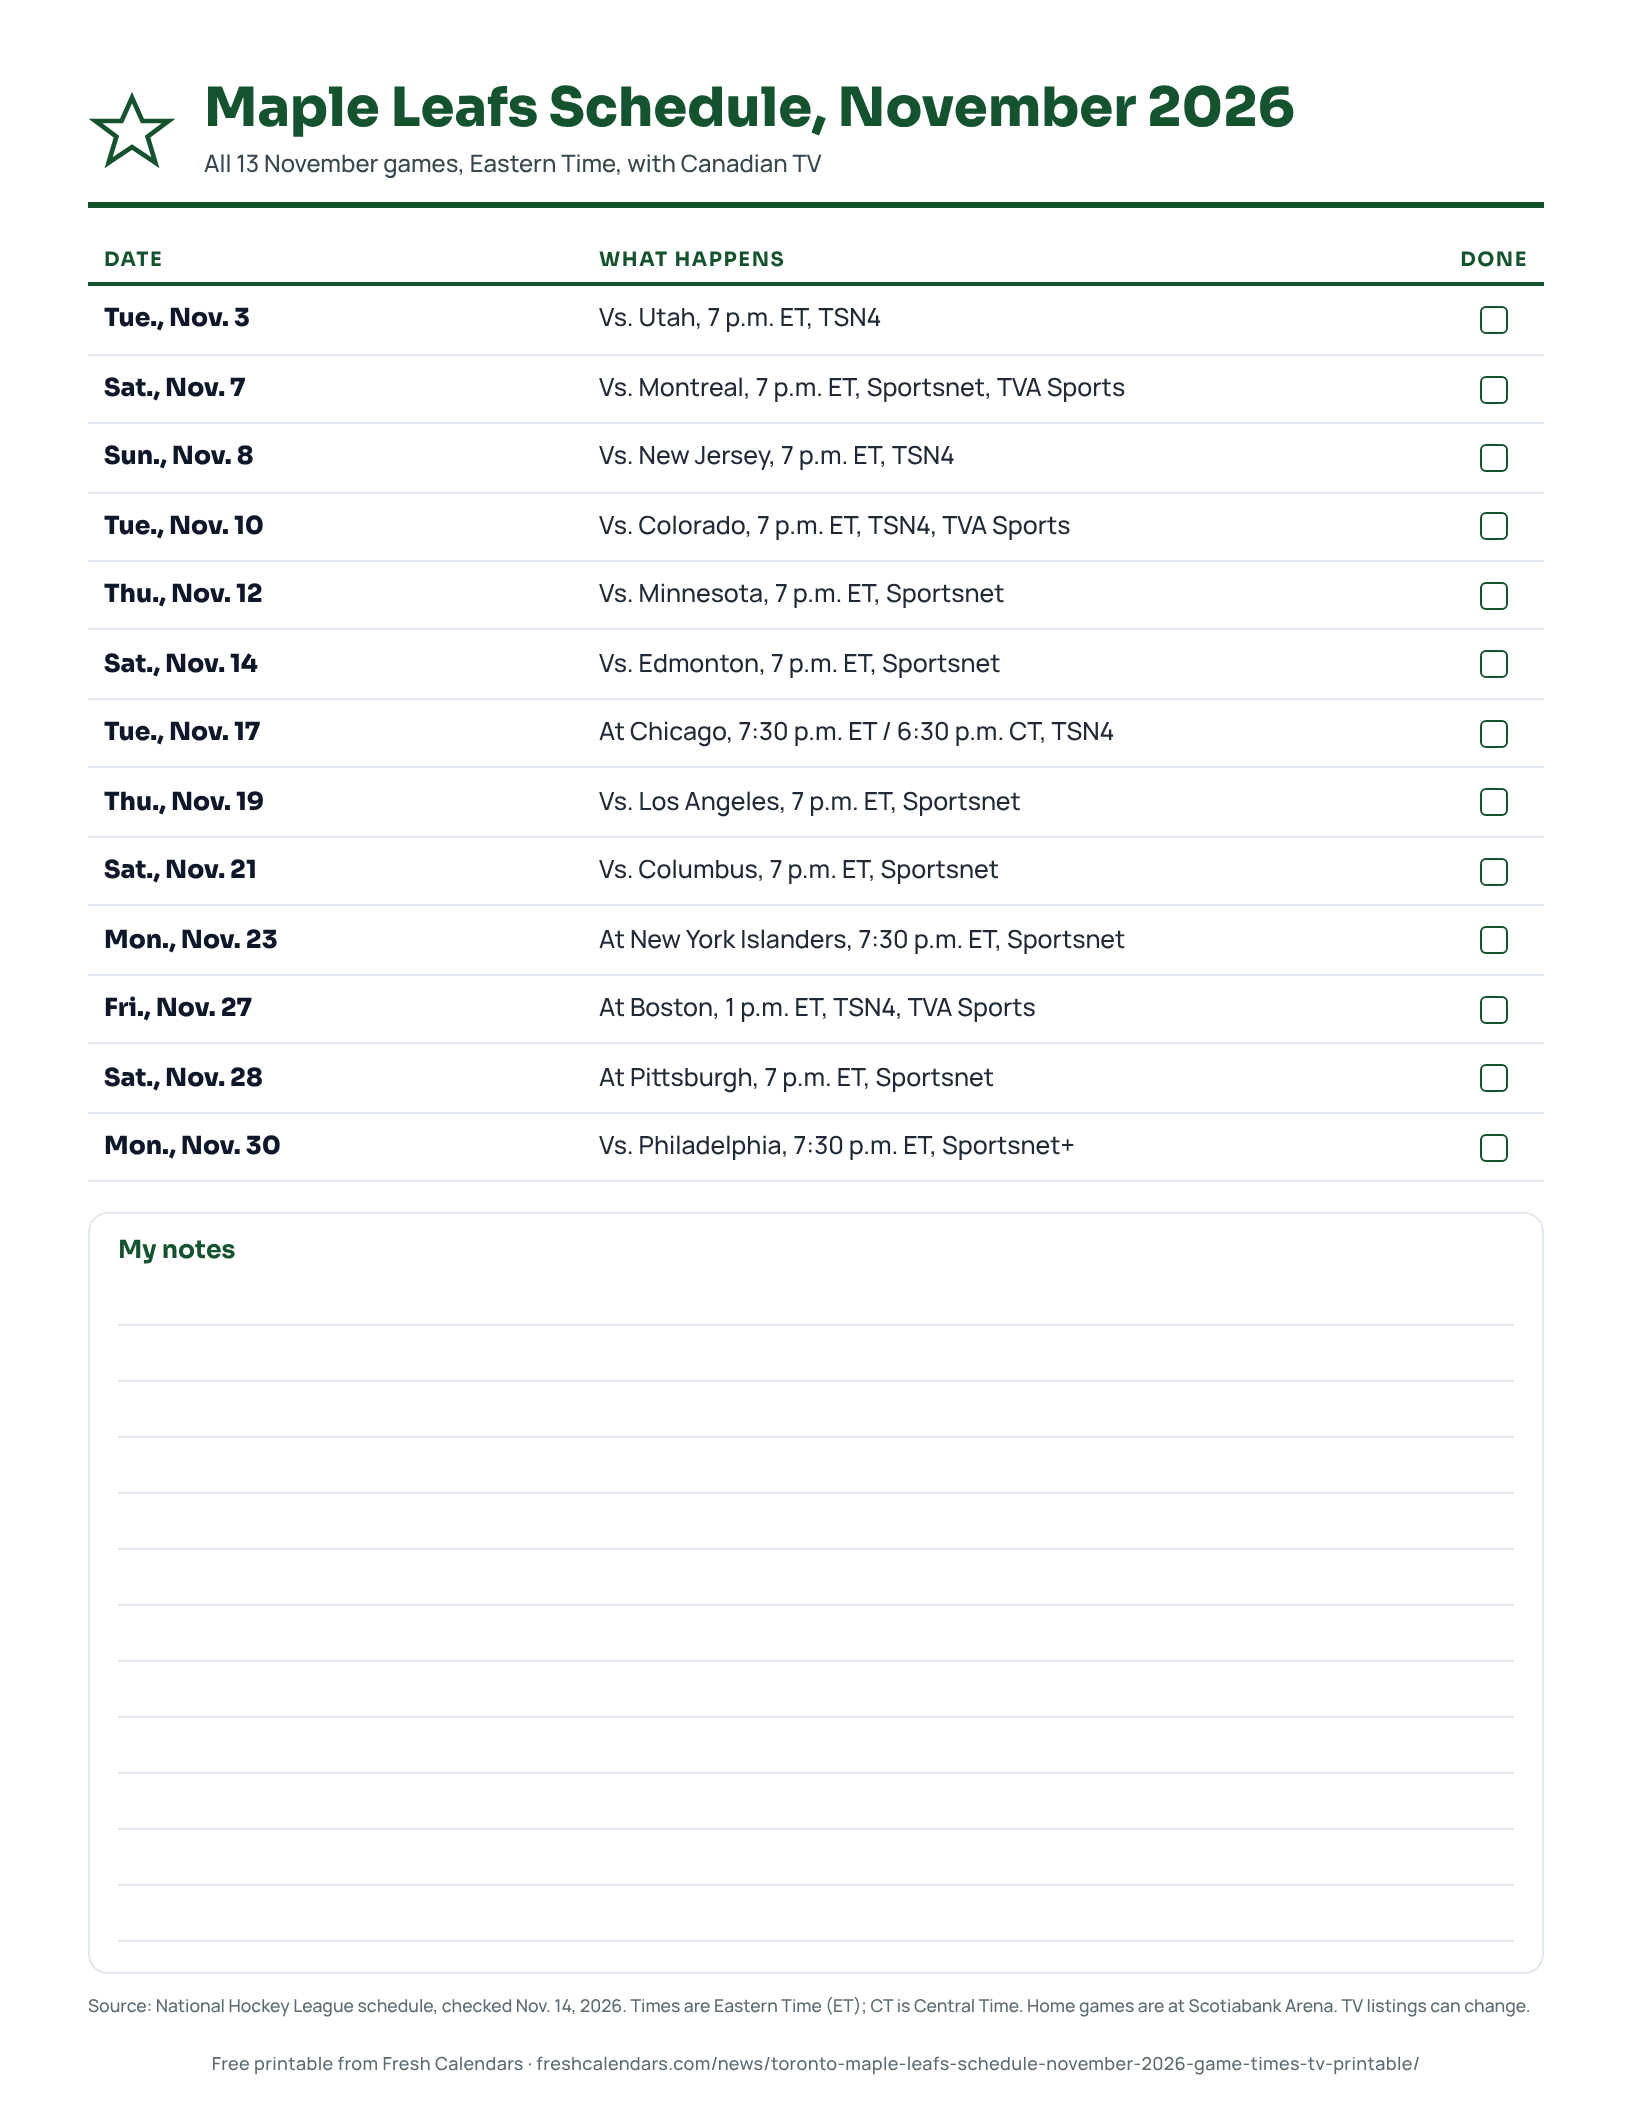 Maple Leafs Schedule, November 2026
All 13 November games, Eastern Time, with Canadian TV
DATE WHAT HAPPENS DONE
Tue., Nov. 3 Vs. Utah, 7 p.m. ET, TSN4
Sat., Nov. 7 Vs. Montreal, 7 p.m. ET, Sportsnet, TVA Sports
Sun., Nov. 8 Vs. New Jersey, 7 p.m. ET, TSN4
Tue., Nov. 10 Vs. Colorado, 7 p.m. ET, TSN4, TVA Sports
Thu., Nov. 12 Vs. Minnesota, 7 p.m. ET, Sportsnet
Sat., Nov. 14 Vs. Edmonton, 7 p.m. ET, Sportsnet
Tue., Nov. 17 At Chicago, 7:30 p.m. ET / 6:30 p.m. CT, TSN4
Thu., Nov. 19 Vs. Los Angeles, 7 p.m. ET, Sportsnet
Sat., Nov. 21 Vs. Columbus, 7 p.m. ET, Sportsnet
Mon., Nov. 23 At New York Islanders, 7:30 p.m. ET, Sportsnet
Fri., Nov. 27 At Boston, 1 p.m. ET, TSN4, TVA Sports
Sat., Nov. 28 At Pittsburgh, 7 p.m. ET, Sportsnet
Mon., Nov. 30 Vs. Philadelphia, 7:30 p.m. ET, Sportsnet+
My notes
Source: National Hockey League schedule, checked Nov. 14, 2026. Times are Eastern Time (ET); CT is Central Time. Home games are at Scotiabank Arena. TV listings can change.
Free printable from Fresh Calendars · freshcalendars.com/news/toronto-maple-leafs-schedule-november-2026-game-times-tv-printable/